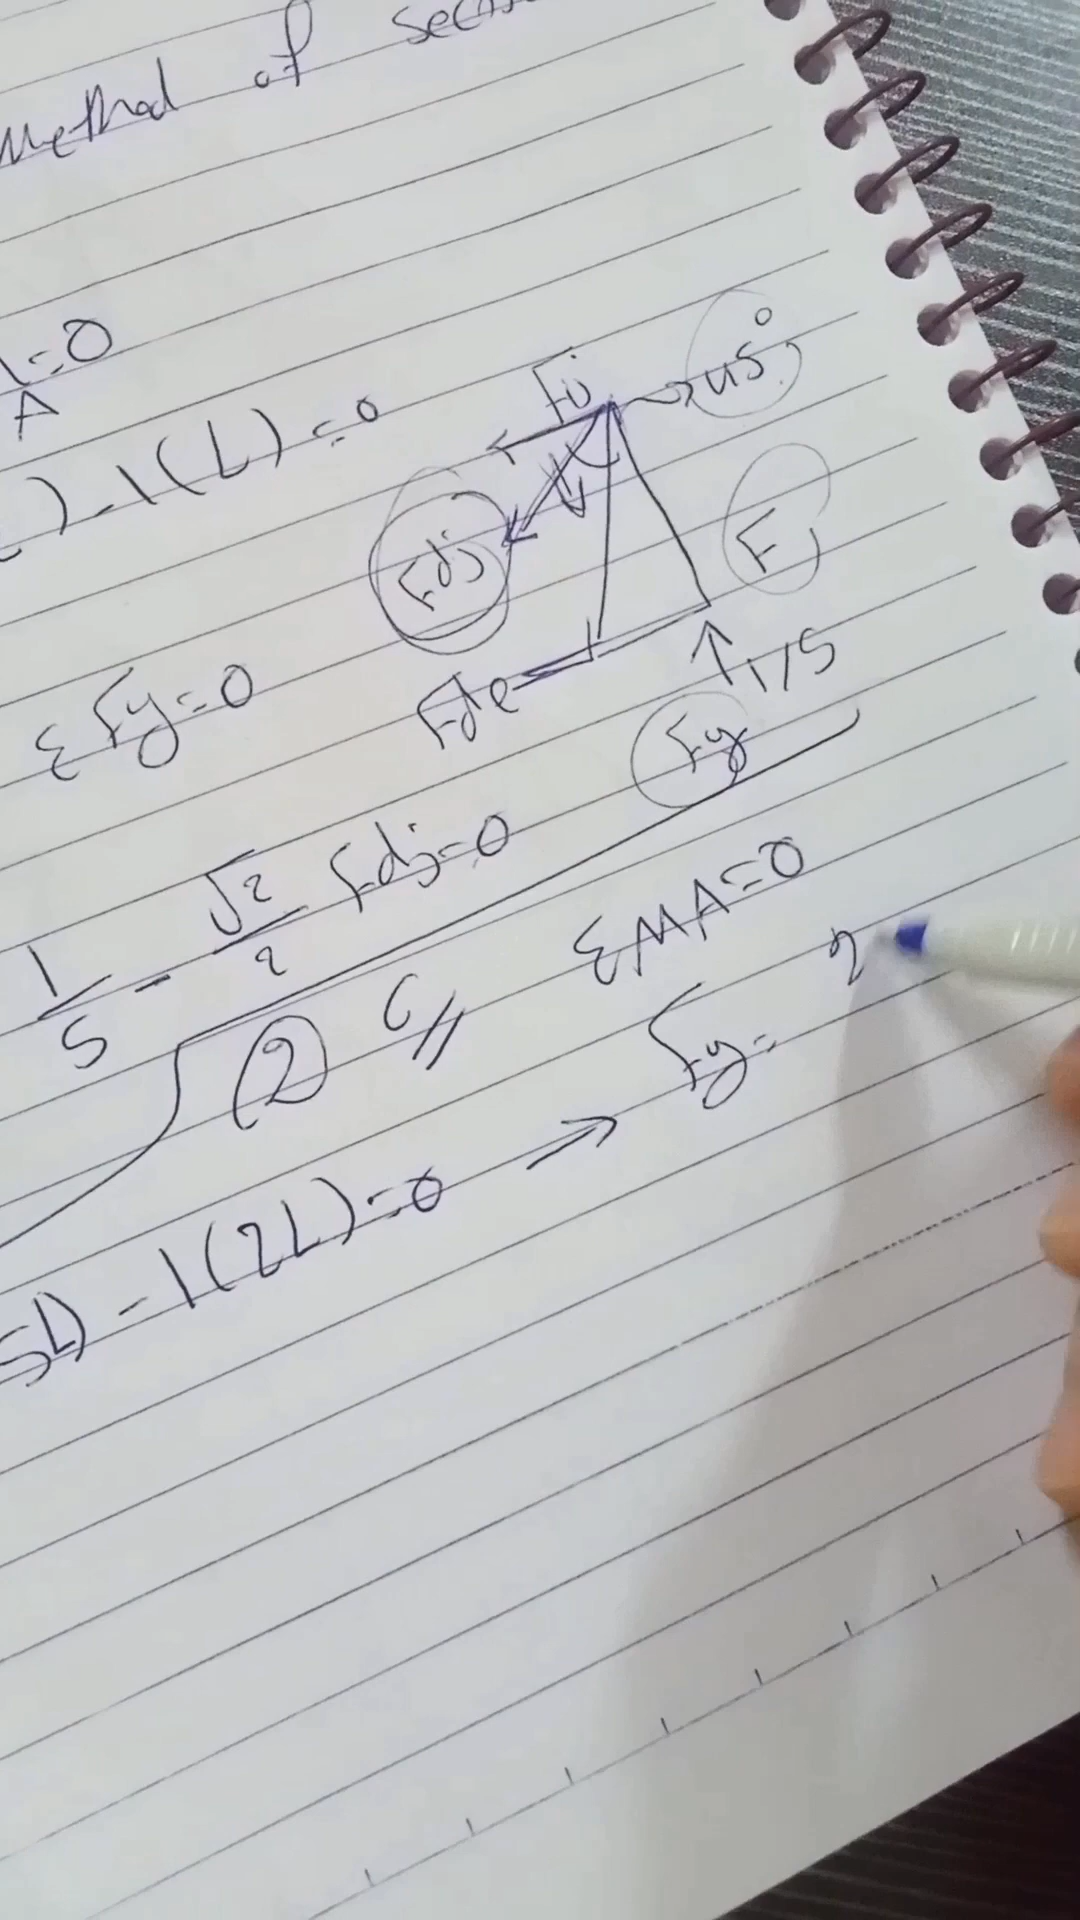 Method of
=0
A
) - 1(L) = 0
Fij
45°
Fdj
F
Fde
1/5
Fy
ΣFy=0
1/5 - √2/2 Fdj=0
② C //
ΣMA=0
5L) - 1(2L)=0 → Fy= 2